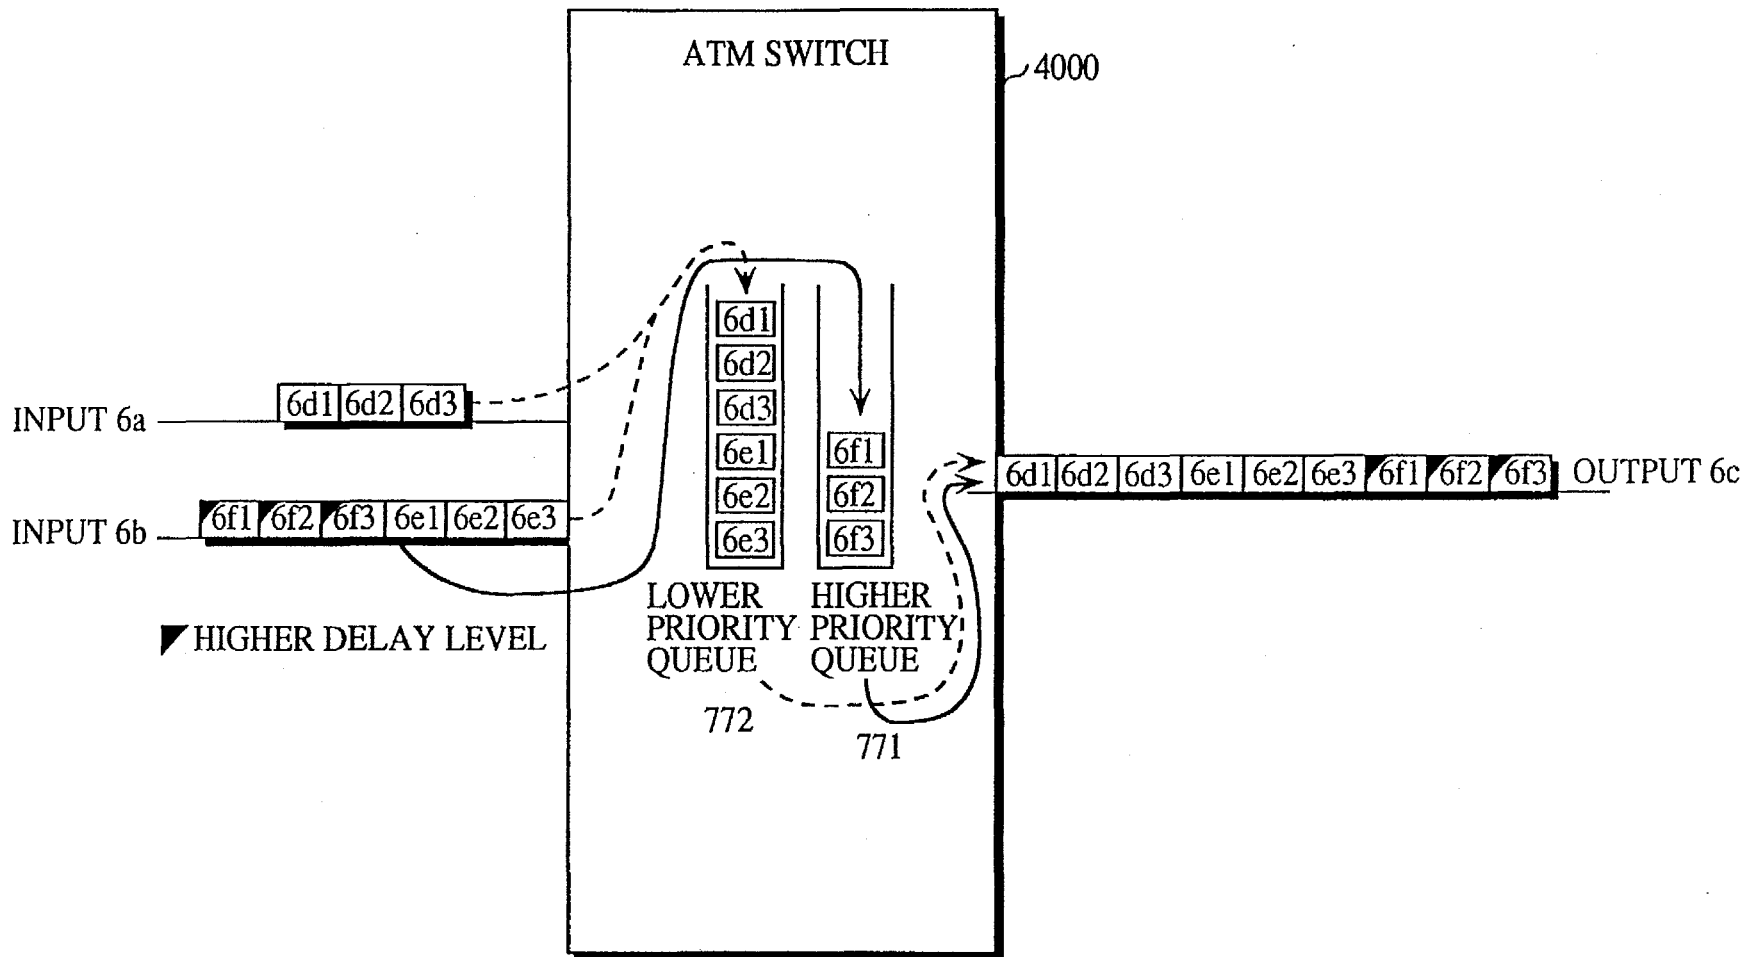 ATM SWITCH
4000
6d1
6d2
6d3
6e1
6e2
6e3
6f1
6f2
6f3
INPUT 6a
6d1 6d2 6d3
INPUT 6b
6f1 6f2 6f3 6e1 6e2 6e3
6d1 6d2 6d3 6e1 6e2 6e3 6f1 6f2 6f3
OUTPUT 6c
HIGHER DELAY LEVEL
LOWER
PRIORITY
QUEUE
772
HIGHER
PRIORITY
QUEUE
771